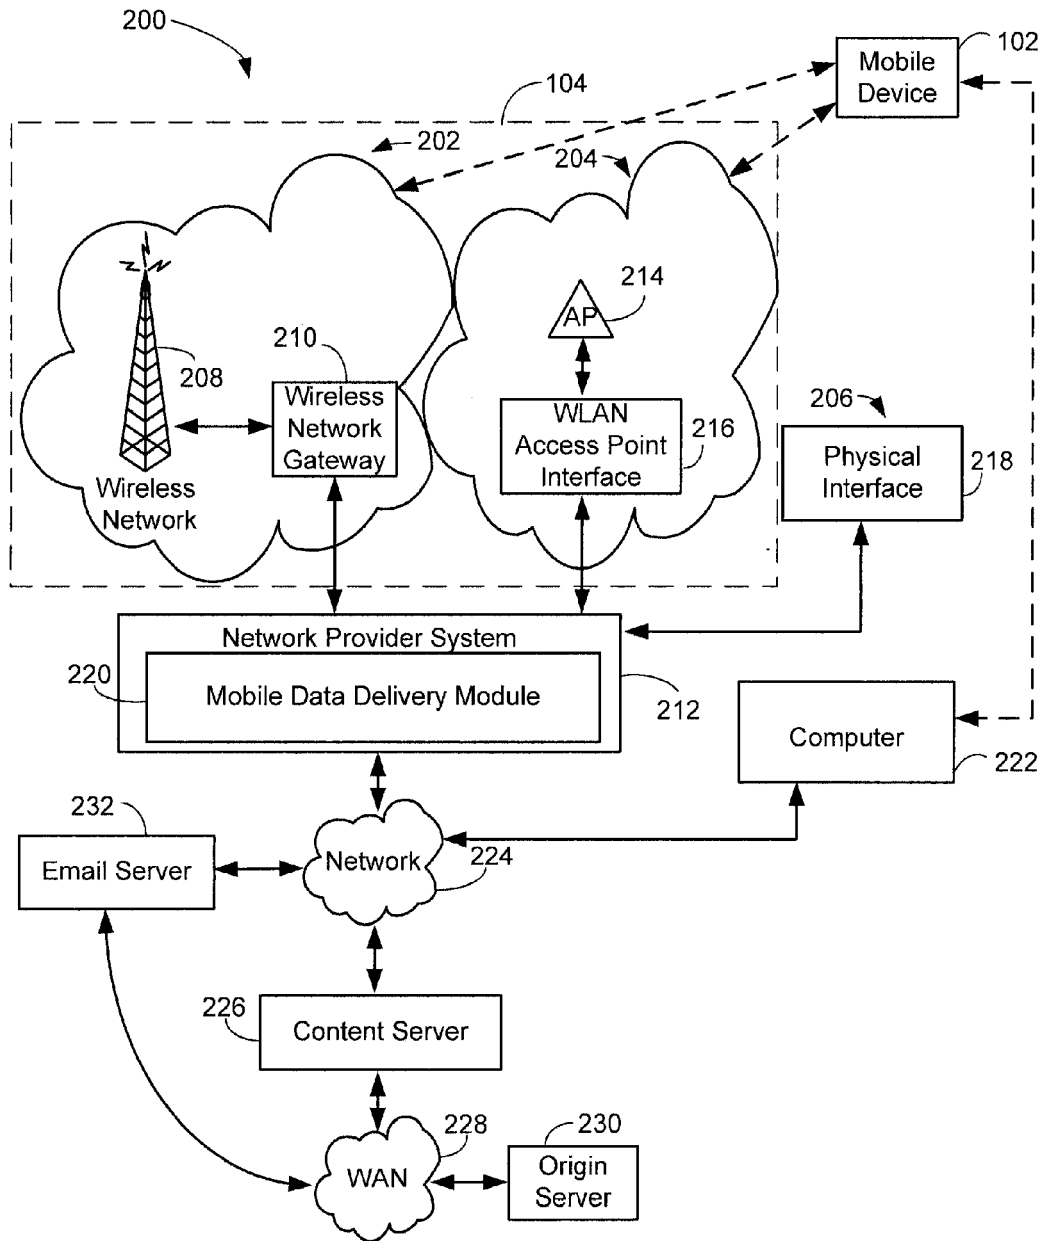 200
102
Mobile
Device
104
202
204
214
AP
210
208
Wireless
Network
Gateway
WLAN
Access Point
Interface
216
206
Physical
Interface
218
Wireless
Network
Network Provider System
220
Mobile Data Delivery Module
212
Computer
222
232
Email Server
Network
224
226
Content Server
228
WAN
230
Origin
Server